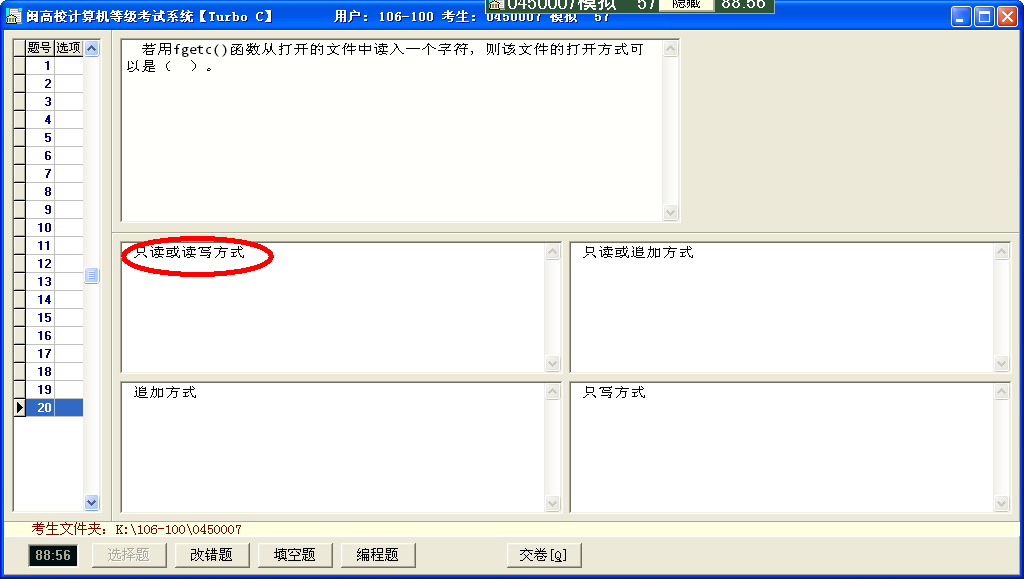 闽高校计算机等级考试系统【Turbo C】 用户: 106-100 考生: 0450007 模拟 57
0450007模拟 57 隐藏 88:56
题号 选项
1
2
3
4
5
6
7
8
9
10
11
12
13
14
15
16
17
18
19
20
若用fgetc()函数从打开的文件中读入一个字符，则该文件的打开方式可
以是（ ）。
只读或读写方式
只读或追加方式
追加方式
只写方式
考生文件夹: K:\106-100\0450007
88:56 选择题 改错题 填空题 编程题 交卷[Q]